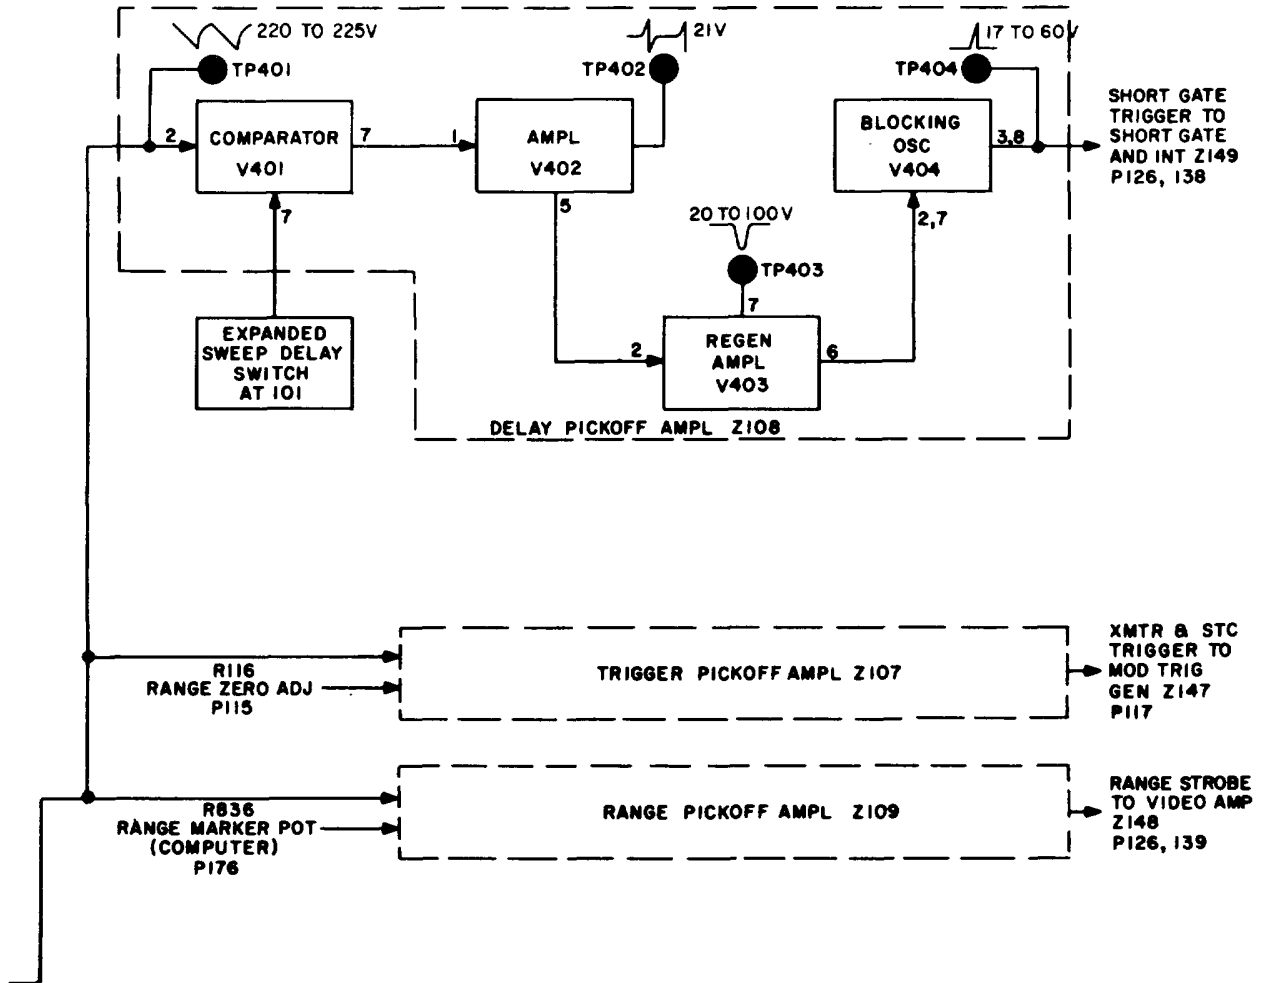 220 TO 225V
TP401
21V
TP402
17 TO 60V
TP404
2
COMPARATOR
V401
7
7
1
AMPL
V402
5
BLOCKING
OSC
V404
3,8
2,7
SHORT GATE
TRIGGER TO
SHORT GATE
AND INT Z149
P126, 138
20 TO 100V
TP403
7
EXPANDED
SWEEP DELAY
SWITCH
AT 101
2
REGEN
AMPL
V403
6
DELAY PICKOFF AMPL Z108
R116
RANGE ZERO ADJ
P115
TRIGGER PICKOFF AMPL Z107
XMTR & STC
TRIGGER TO
MOD TRIG
GEN Z147
P117
R836
RANGE MARKER POT
(COMPUTER)
P176
RANGE PICKOFF AMPL Z109
RANGE STROBE
TO VIDEO AMP
Z148
P126, 139